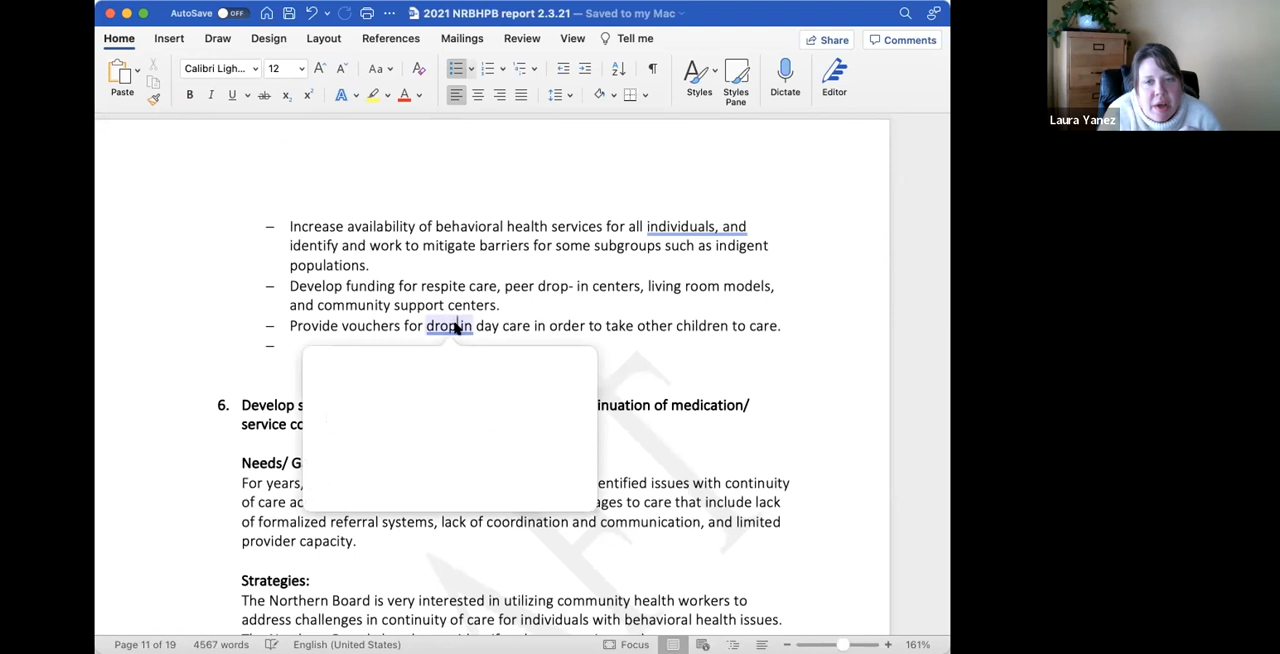 AutoSave OFF 2021 NRBHPB report 2.3.21 — Saved to my Mac
Home Insert Draw Design Layout References Mailings Review View Tell me Share Comments
Paste Calibri Ligh... 12 Styles Styles Pane Dictate Editor
Laura Yanez
– Increase availability of behavioral health services for all individuals, and
identify and work to mitigate barriers for some subgroups such as indigent
populations.
– Develop funding for respite care, peer drop- in centers, living room models,
and community support centers.
– Provide vouchers for drop in day care in order to take other children to care.
–
6. Develop s inuation of medication/
service co
Needs/ G
For years, entified issues with continuity
of care ac ages to care that include lack
of formalized referral systems, lack of coordination and communication, and limited
provider capacity.
Strategies:
The Northern Board is very interested in utilizing community health workers to
address challenges in continuity of care for individuals with behavioral health issues.
Page 11 of 19 4567 words English (United States) Focus 161%